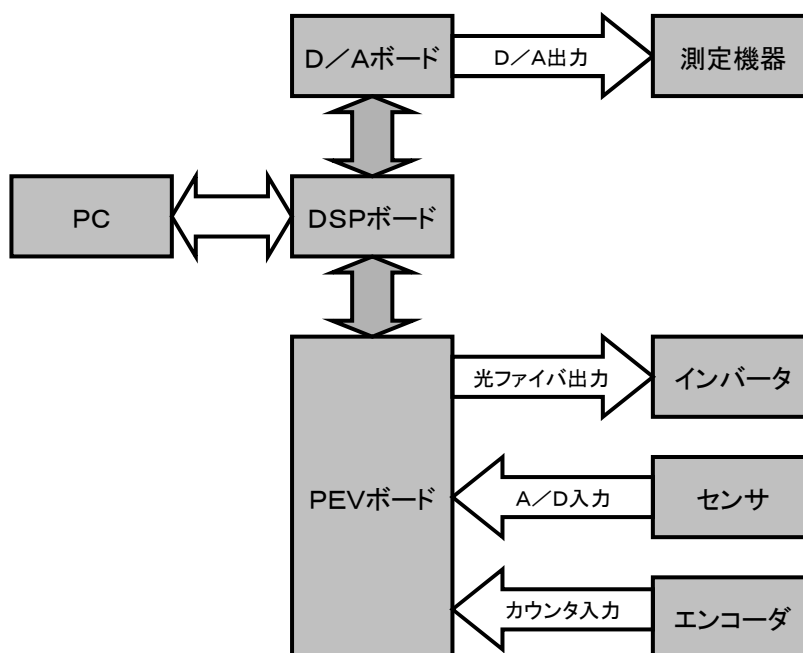 D/Aボード
D/A出力
測定機器
PC
DSPボード
光ファイバ出力
インバータ
PEVボード
A/D入力
センサ
カウンタ入力
エンコーダ